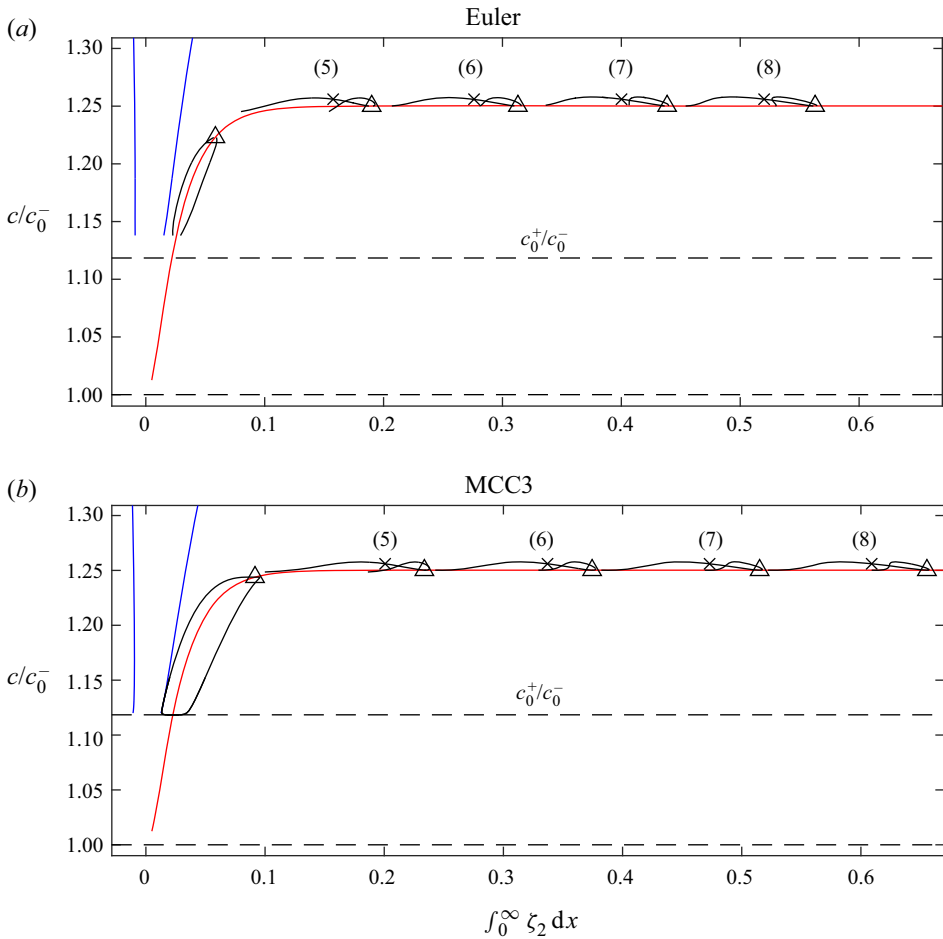 (a)
Euler
1.30
(5) (6) (7) (8)
1.25
1.20
c/c₀⁻
1.15
c₀⁺/c₀⁻
1.10
1.05
1.00
0 0.1 0.2 0.3 0.4 0.5 0.6
(b)
MCC3
1.30
(5) (6) (7) (8)
1.25
1.20
c/c₀⁻
1.15
c₀⁺/c₀⁻
1.10
1.05
1.00
0 0.1 0.2 0.3 0.4 0.5 0.6
∫₀^∞ ζ₂ dx